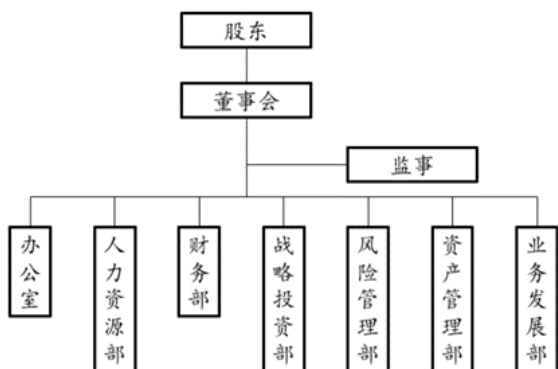 股东
董事会
监事
办公室
人力资源部
财务部
战略投资部
风险管理部
资产管理部
业务发展部